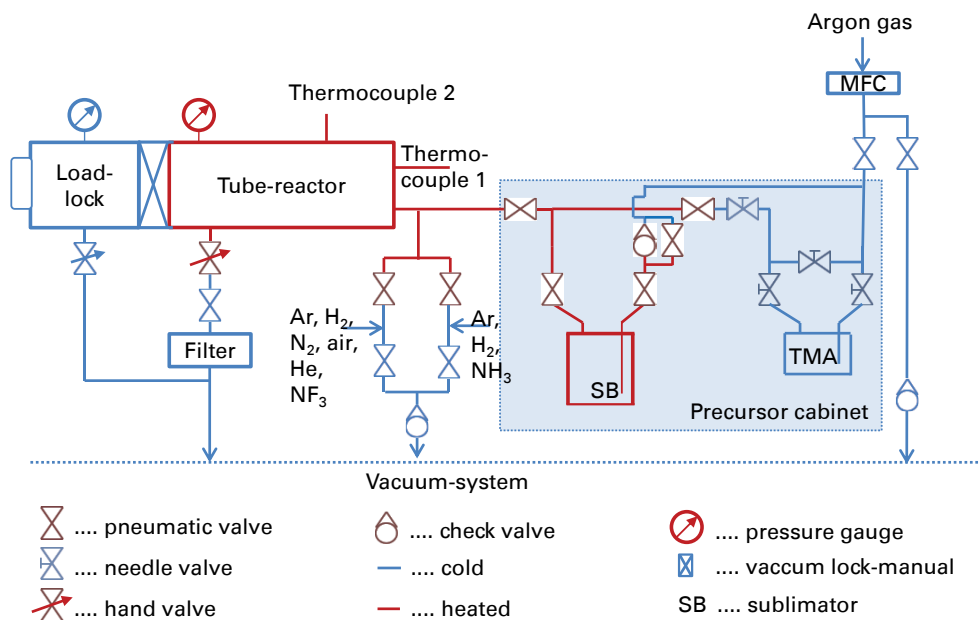 Argon gas
MFC
Thermocouple 2
Thermo-
couple 1
Load-
lock
Tube-reactor
Ar, H₂,
N₂, air,
He,
NF₃
Ar,
H₂,
NH₃
Filter
SB
TMA
Precursor cabinet
Vacuum-system
.... pneumatic valve
.... needle valve
.... hand valve
.... check valve
.... cold
.... heated
.... pressure gauge
.... vaccum lock-manual
SB .... sublimator